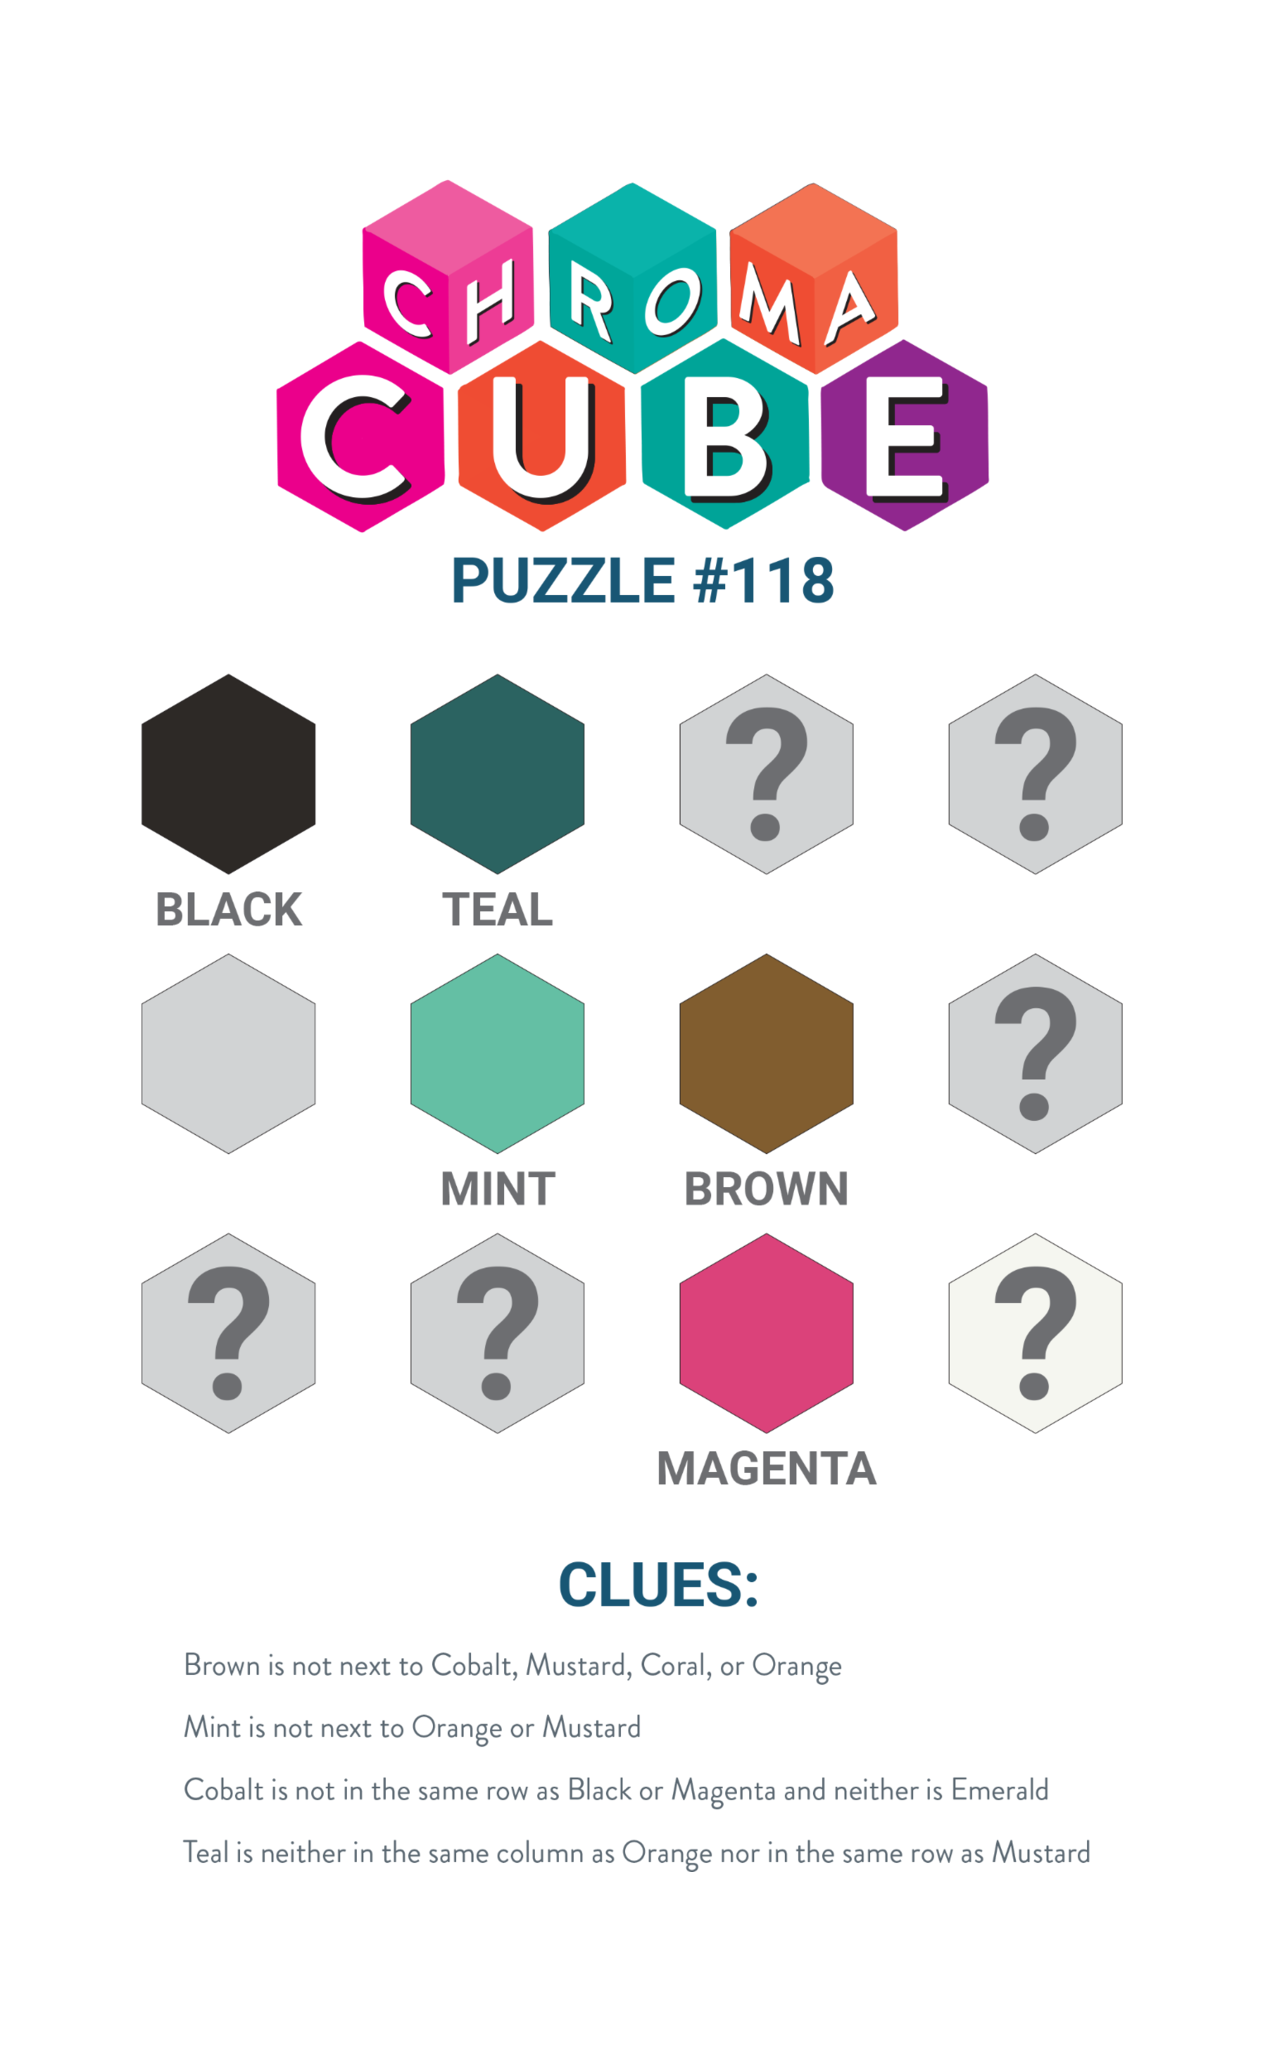 CHROMA
CUBE
PUZZLE #118
? ?
BLACK TEAL
?
MINT BROWN
? ? ?
MAGENTA
CLUES:
Brown is not next to Cobalt, Mustard, Coral, or Orange
Mint is not next to Orange or Mustard
Cobalt is not in the same row as Black or Magenta and neither is Emerald
Teal is neither in the same column as Orange nor in the same row as Mustard